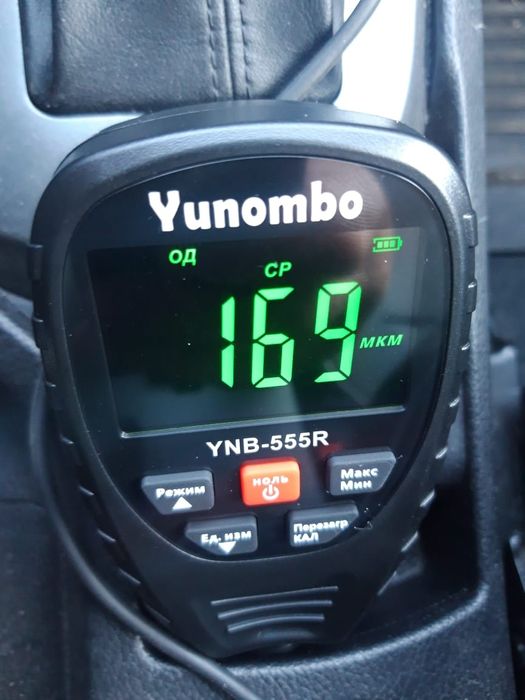 Yunombo
ОД
СР
169 МКМ
YNB-555R
Режим
ноль
Макс
Мин
Ед. изм
Перезагр
КАЛ